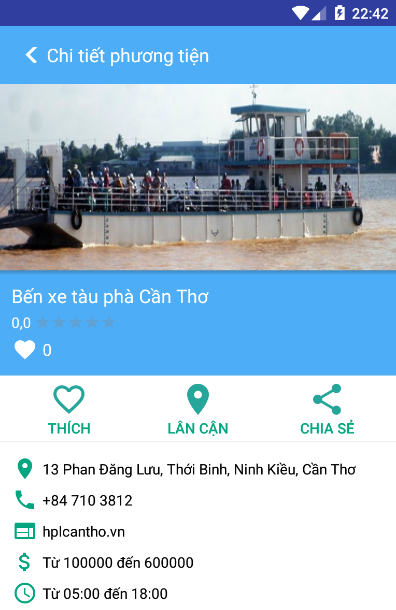 22:42
Chi tiết phương tiện
Bến xe tàu phà Cần Thơ
0,0
0
THÍCH
LÂN CẬN
CHIA SẺ
13 Phan Đăng Lưu, Thới Bình, Ninh Kiều, Cần Thơ
+84 710 3812
hplcantho.vn
Từ 100000 đến 600000
Từ 05:00 đến 18:00